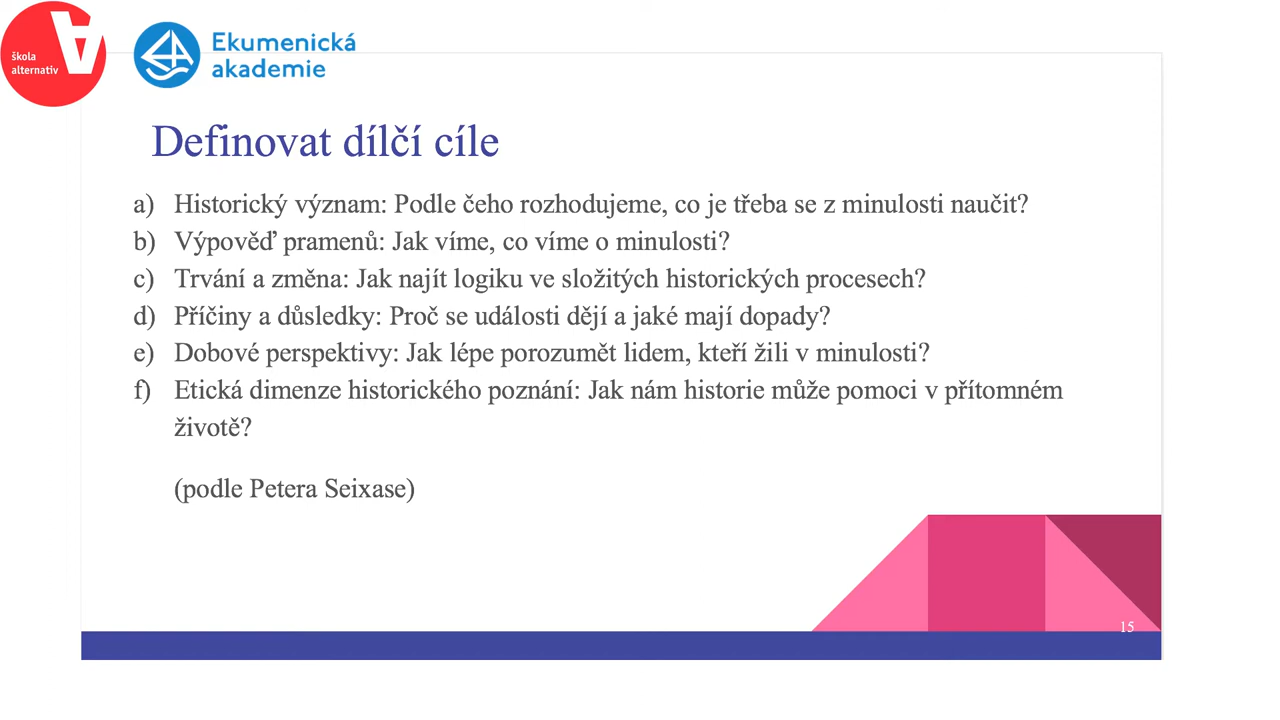 škola
alternativ
Ekumenická
akademie
Definovat dílčí cíle
a) Historický význam: Podle čeho rozhodujeme, co je třeba se z minulosti naučit?
b) Výpověď pramenů: Jak víme, co víme o minulosti?
c) Trvání a změna: Jak najít logiku ve složitých historických procesech?
d) Příčiny a důsledky: Proč se události dějí a jaké mají dopady?
e) Dobové perspektivy: Jak lépe porozumět lidem, kteří žili v minulosti?
f) Etická dimenze historického poznání: Jak nám historie může pomoci v přítomném
životě?
(podle Petera Seixase)
15